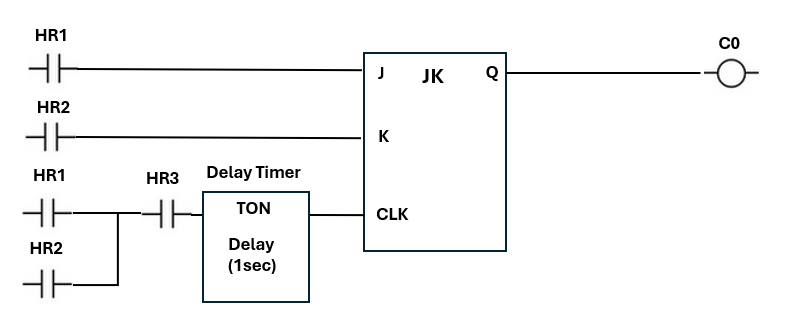 HR1
C0
J
JK
Q
HR2
K
HR1
HR3
Delay Timer
TON
CLK
HR2
Delay
(1sec)